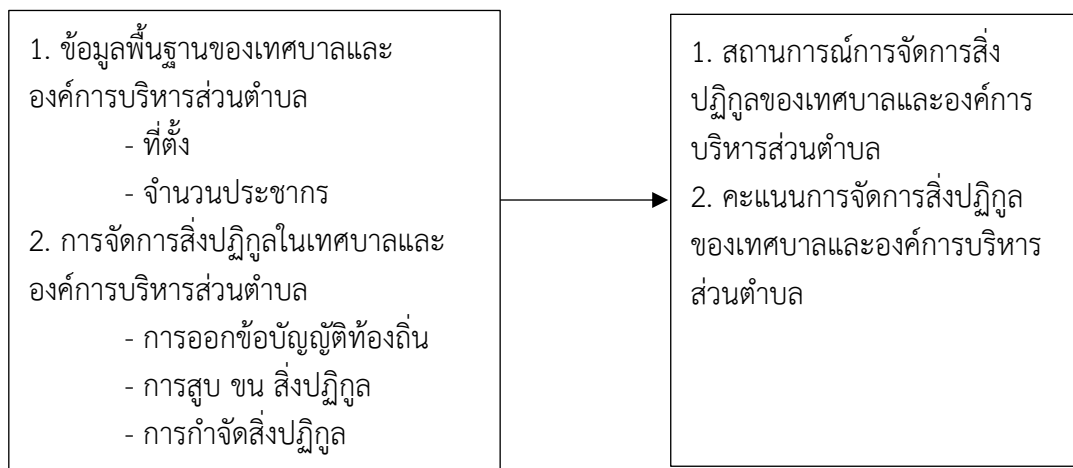 1. ข้อมูลพื้นฐานของเทศบาลและ
องค์การบริหารส่วนตำบล
- ที่ตั้ง
- จำนวนประชากร
2. การจัดการสิ่งปฏิกูลในเทศบาลและ
องค์การบริหารส่วนตำบล
- การออกข้อบัญญัติท้องถิ่น
- การสูบ ขน สิ่งปฏิกูล
- การกำจัดสิ่งปฏิกูล
1. สถานการณ์การจัดการสิ่ง
ปฏิกูลของเทศบาลและองค์การ
บริหารส่วนตำบล
2. คะแนนการจัดการสิ่งปฏิกูล
ของเทศบาลและองค์การบริหาร
ส่วนตำบล